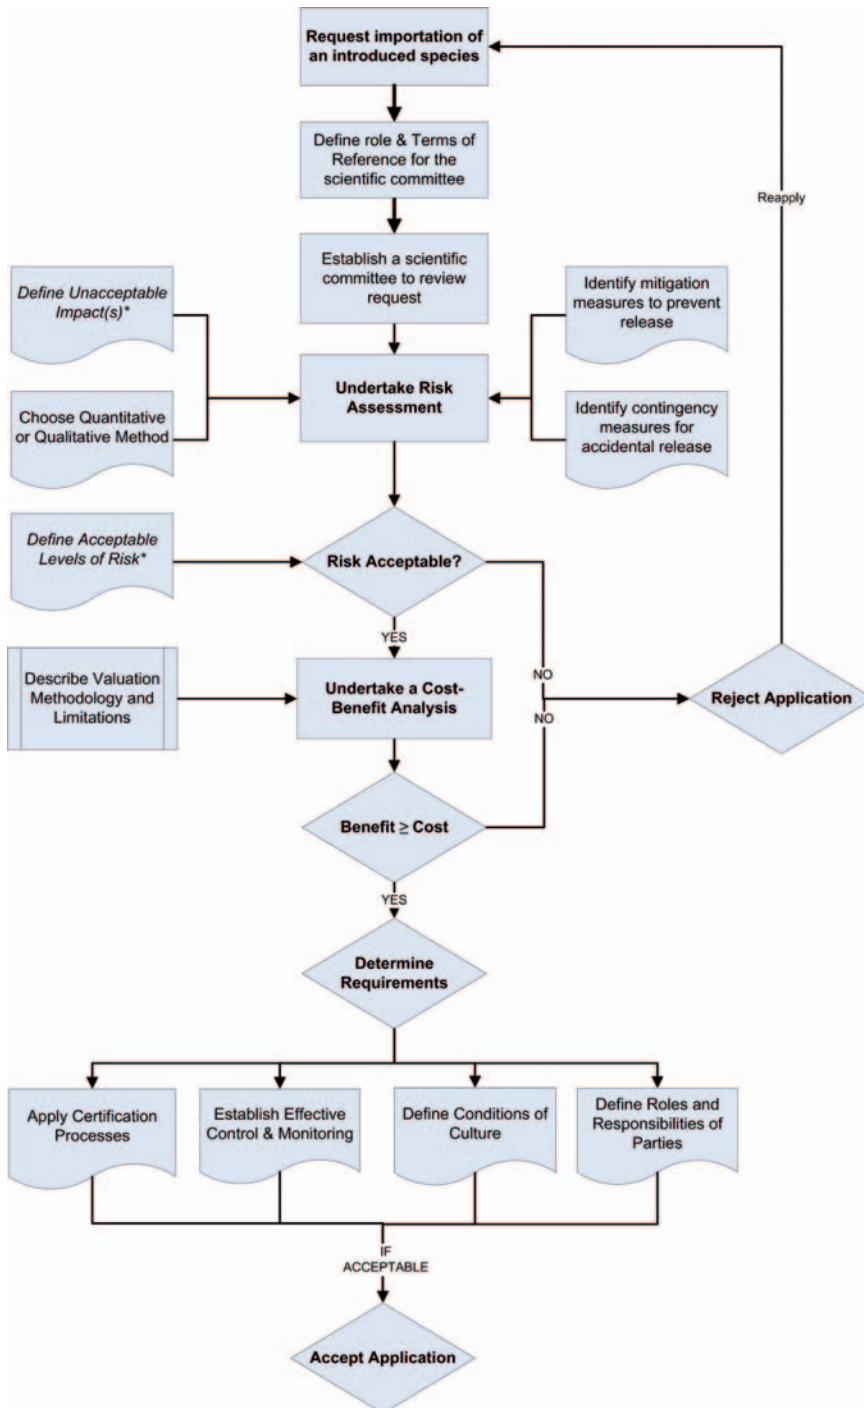 Request importation of
an introduced species
Define role & Terms of
Reference for the
scientific committee
Reapply
Establish a scientific
committee to review
request
Define Unacceptable
Impact(s)*
Identify mitigation
measures to prevent
release
Undertake Risk
Assessment
Choose Quantitative
or Qualitative Method
Identify contingency
measures for
accidental release
Define Acceptable
Levels of Risk*
Risk Acceptable?
YES
NO
Describe Valuation
Methodology and
Limitations
Undertake a Cost-
Benefit Analysis
NO
Reject Application
Benefit ≥ Cost
YES
Determine
Requirements
Apply Certification
Processes
Establish Effective
Control & Monitoring
Define Conditions of
Culture
Define Roles and
Responsibilities of
Parties
IF
ACCEPTABLE
Accept Application